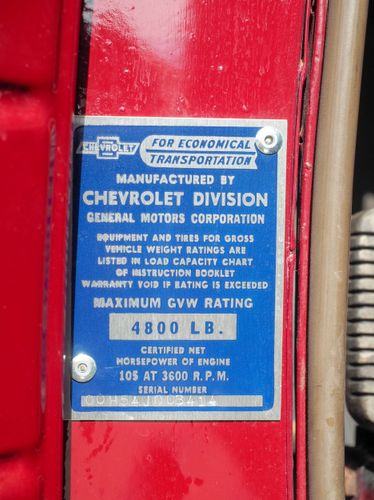 CHEVROLET
FOR ECONOMICAL
TRANSPORTATION
MANUFACTURED BY
CHEVROLET DIVISION
GENERAL MOTORS CORPORATION
EQUIPMENT AND TIRES FOR GROSS
VEHICLE WEIGHT RATINGS ARE
LISTED IN LOAD CAPACITY CHART
OF INSTRUCTION BOOKLET
WARRANTY VOID IF RATING IS EXCEEDED
MAXIMUM GVW RATING
4800 LB.
CERTIFIED NET
HORSEPOWER OF ENGINE
105 AT 3600 R.P.M.
SERIAL NUMBER